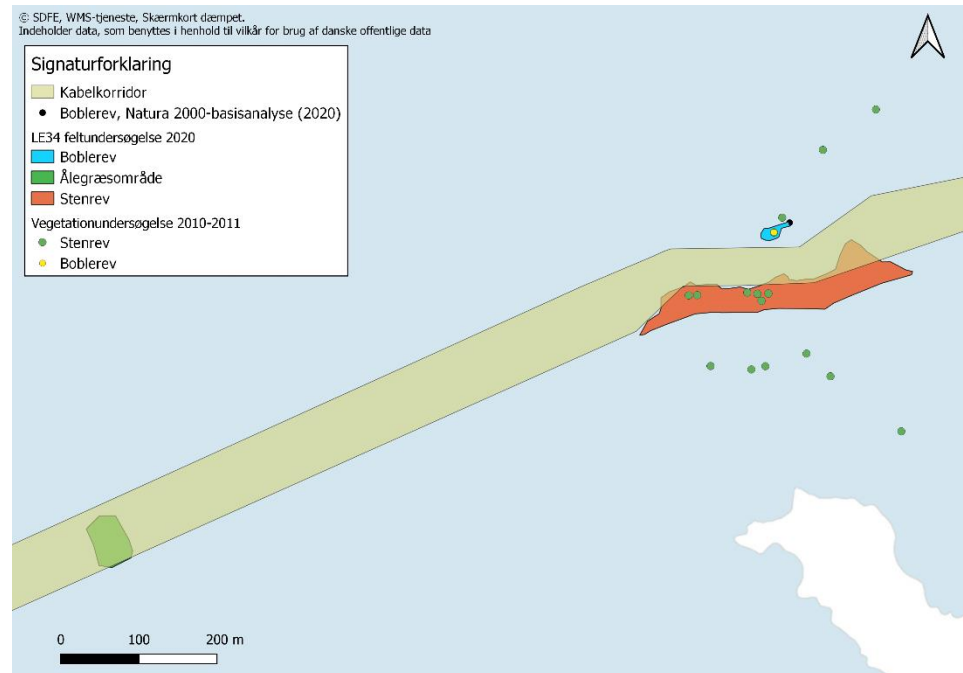 © SDFE, WMS-tjeneste, Skærmkort dæmpet.
Indeholder data, som benyttes i henhold til vilkår for brug af danske offentlige data
Signaturforklaring
Kabelkorridor
Boblerev, Natura 2000-basisanalyse (2020)
LE34 feltundersøgelse 2020
Boblerev
Ålegræsområde
Stenrev
Vegetationundersøgelse 2010-2011
Stenrev
Boblerev
0 100 200 m